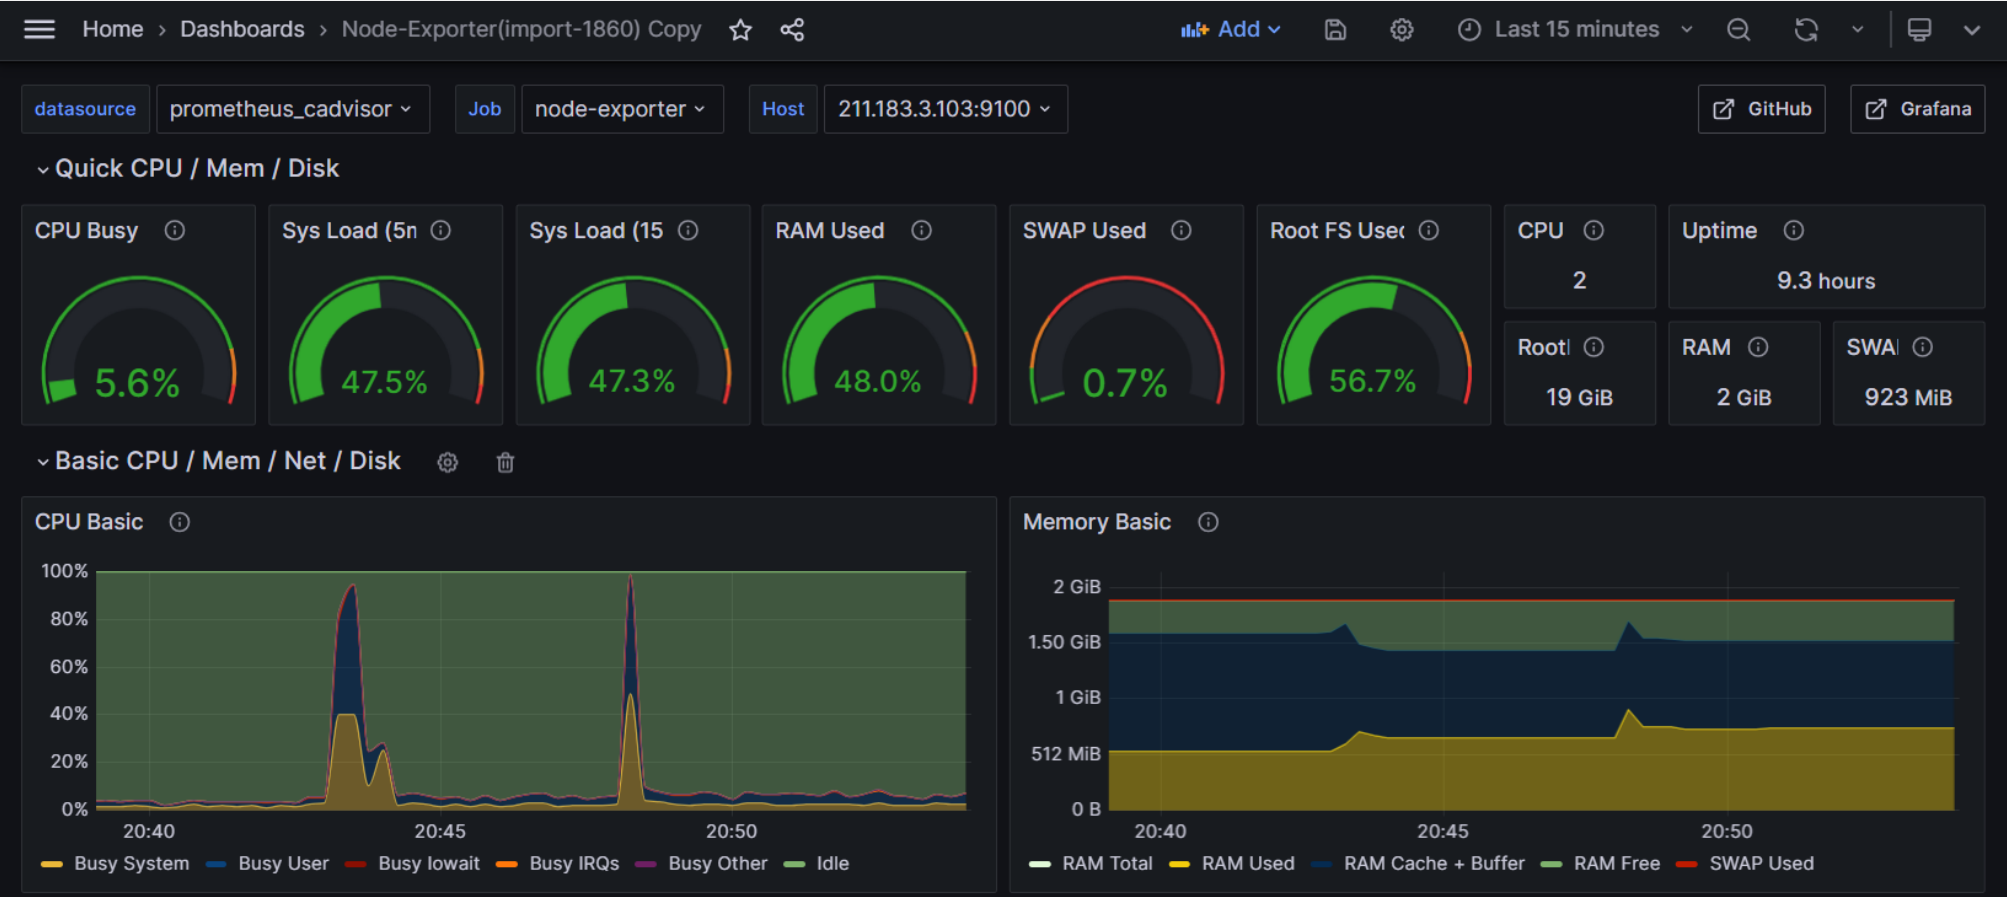 Home › Dashboards › Node-Exporter(import-1860) Copy Add Last 15 minutes
datasource prometheus_cadvisor Job node-exporter Host 211.183.3.103:9100 GitHub Grafana
Quick CPU / Mem / Disk
CPU Busy Sys Load (5m Sys Load (15 RAM Used SWAP Used Root FS Used CPU Uptime
2 9.3 hours
5.6% 47.5% 47.3% 48.0% 0.7% 56.7%
Root RAM SWA
19 GiB 2 GiB 923 MiB
Basic CPU / Mem / Net / Disk
CPU Basic
100%
80%
60%
40%
20%
0%
20:40 20:45 20:50
Busy System Busy User Busy Iowait Busy IRQs Busy Other Idle
Memory Basic
2 GiB
1.50 GiB
1 GiB
512 MiB
0 B
20:40 20:45 20:50
RAM Total RAM Used RAM Cache + Buffer RAM Free SWAP Used